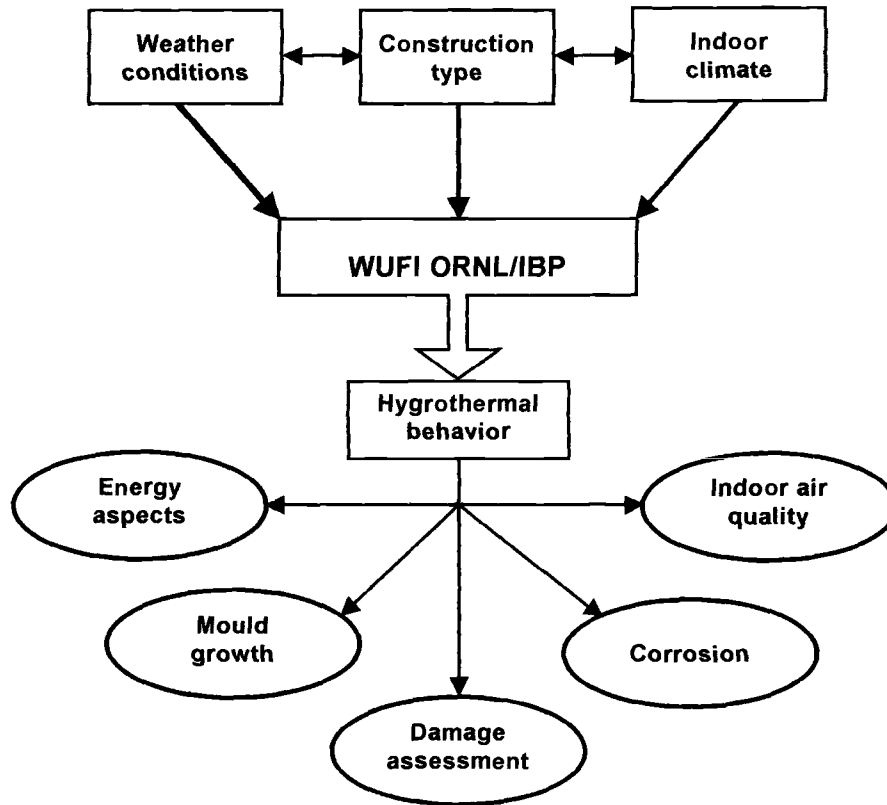 Weather
conditions
Construction
type
Indoor
climate
WUFI ORNL/IBP
Hygrothermal
behavior
Energy
aspects
Indoor air
quality
Mould
growth
Corrosion
Damage
assessment